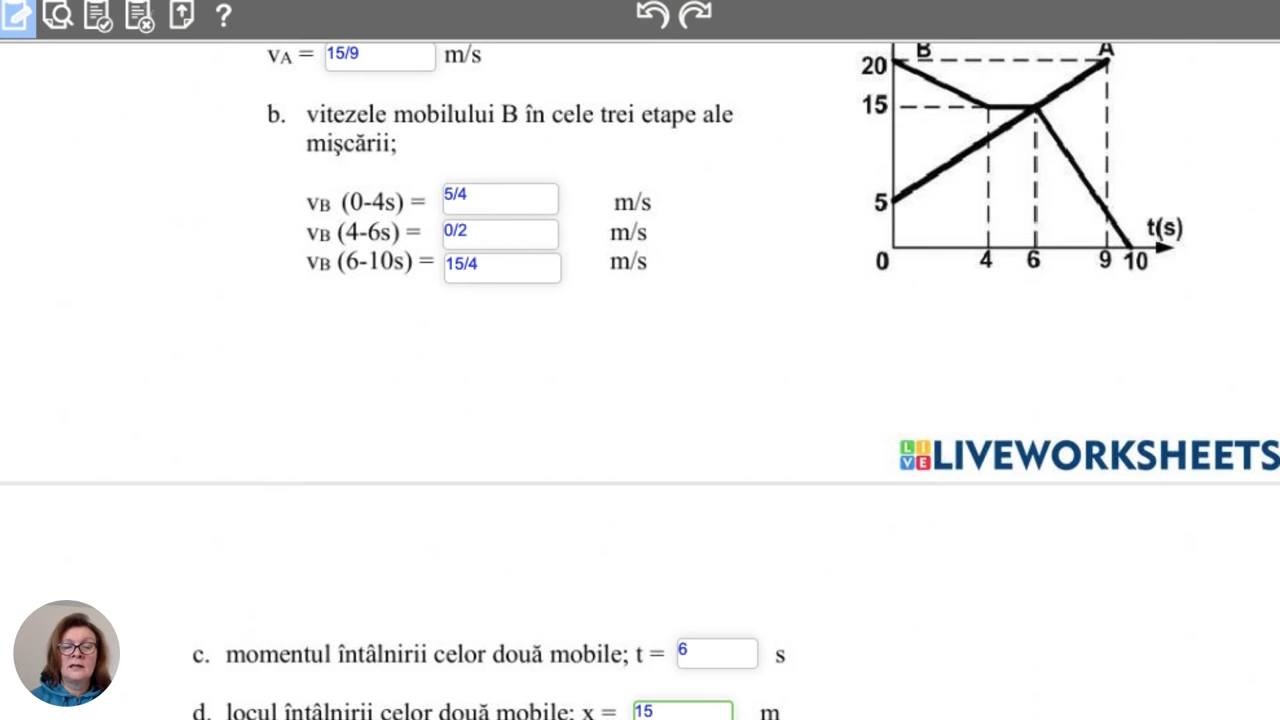 ?
vA = 15/9 m/s
b. vitezele mobilului B în cele trei etape ale
mişcării;
vB (0-4s) = 5/4 m/s
vB (4-6s) = 0/2 m/s
vB (6-10s) = 15/4 m/s
B A
20
15
5
t(s)
0 4 6 9 10
LIVE LIVEWORKSHEETS
c. momentul întâlnirii celor două mobile; t = 6 s
d. locul întâlnirii celor două mobile; x = 15 m